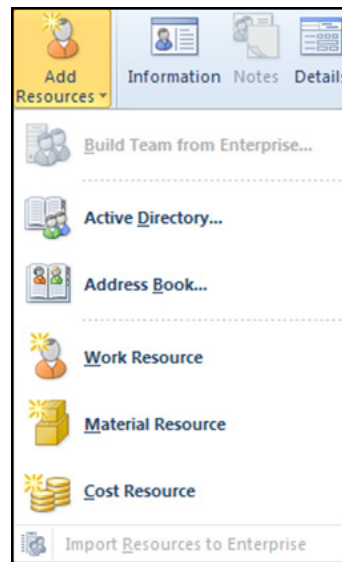 Add Resources
Information
Notes
Details
Build Team from Enterprise...
Active Directory...
Address Book...
Work Resource
Material Resource
Cost Resource
Import Resources to Enterprise